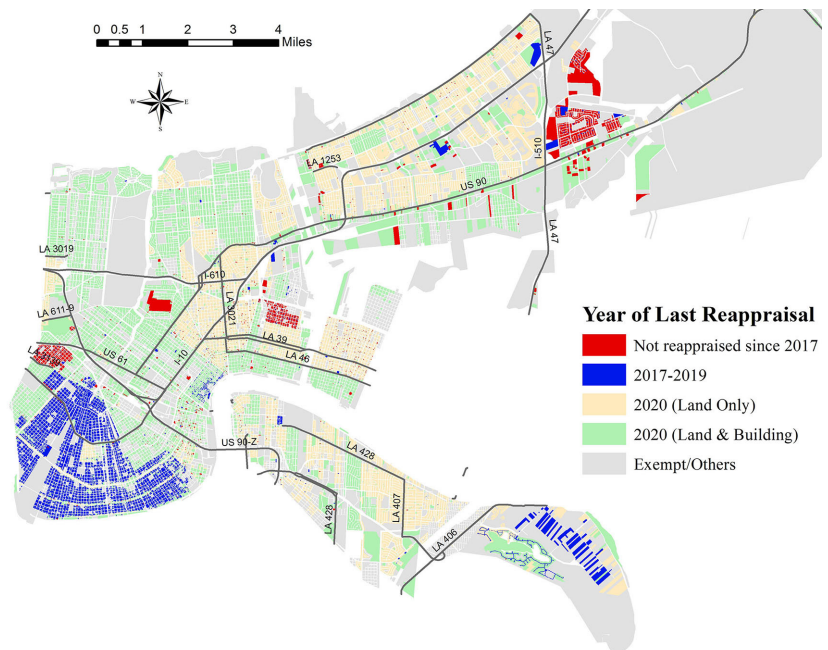 0 0.5 1 2 3 4
Miles
N
W E
S
LA 47
LA 1253
I-510
US 90
LA 47
LA 3019
I-610
LA 611-9
LA 3021
LA 39
LA 46
US 61
I-10
US 90-Z
LA 428
LA 407
LA 428
LA 406
Year of Last Reappraisal
Not reappraised since 2017
2017-2019
2020 (Land Only)
2020 (Land & Building)
Exempt/Others